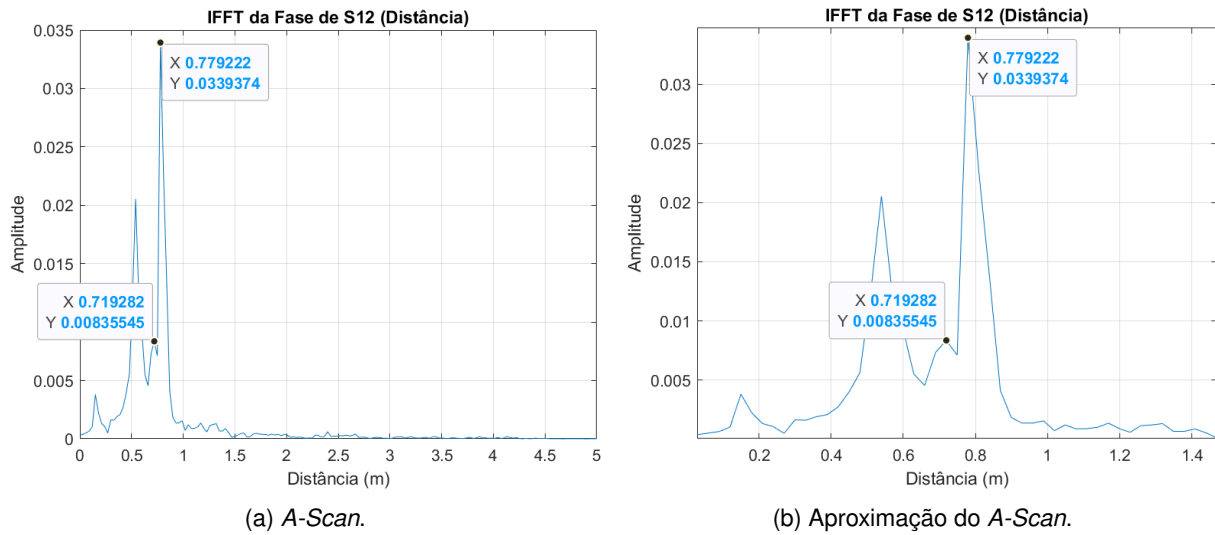 IFFT da Fase de S12 (Distância)
0.035
0.03
0.025
0.02
0.015
0.01
0.005
0
Amplitude
X 0.779222
Y 0.0339374
X 0.719282
Y 0.00835545
0 0.5 1 1.5 2 2.5 3 3.5 4 4.5 5
Distância (m)
(a) A-Scan.
IFFT da Fase de S12 (Distância)
0.03
0.025
0.02
0.015
0.01
0.005
Amplitude
X 0.779222
Y 0.0339374
X 0.719282
Y 0.00835545
0.2 0.4 0.6 0.8 1 1.2 1.4
Distância (m)
(b) Aproximação do A-Scan.